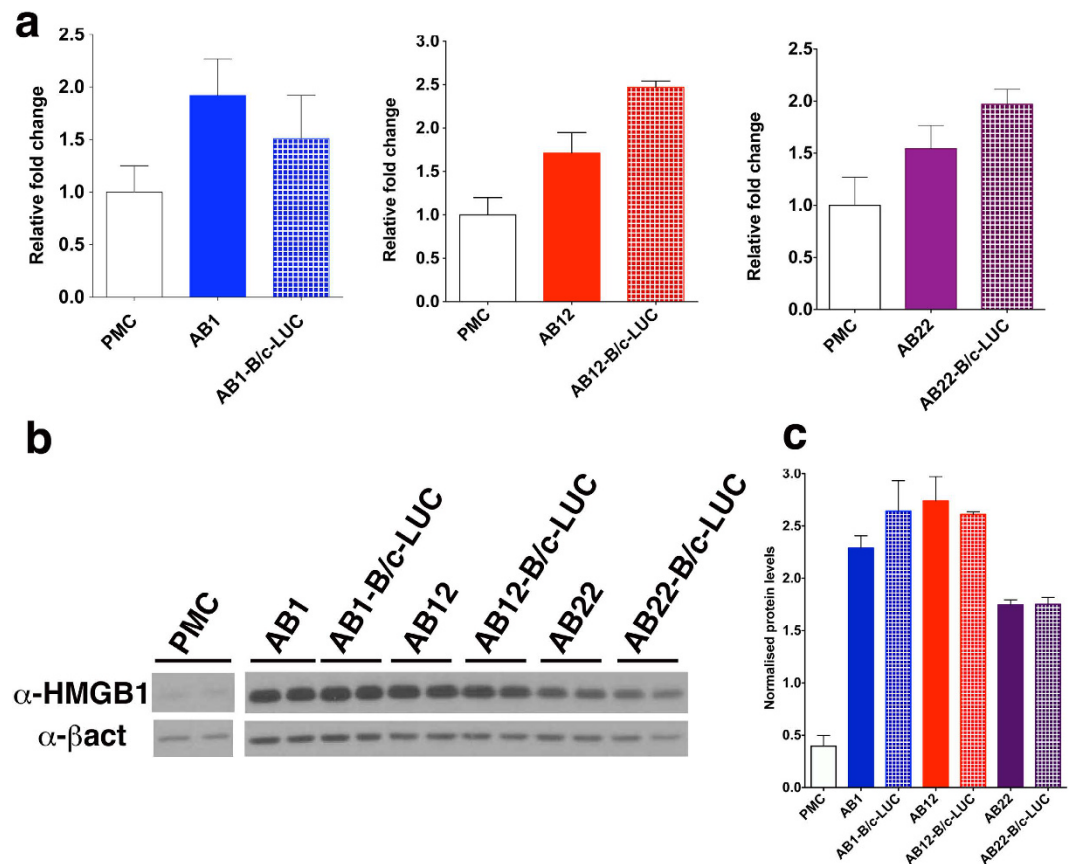 a
Relative fold change
2.5
2.0
1.5
1.0
0.5
0.0
PMC
AB1
AB1-B/c-LUC
Relative fold change
3.0
2.5
2.0
1.5
1.0
0.5
0.0
PMC
AB12
AB12-B/c-LUC
Relative fold change
2.5
2.0
1.5
1.0
0.5
0.0
PMC
AB22
AB22-B/c-LUC
b
PMC
AB1
AB1-B/c-LUC
AB12
AB12-B/c-LUC
AB22
AB22-B/c-LUC
α-HMGB1
α-βact
c
Normalised protein levels
3.0
2.5
2.0
1.5
1.0
0.5
0.0
PMC
AB1
AB1-B/c-LUC
AB12
AB12-B/c-LUC
AB22
AB22-B/c-LUC